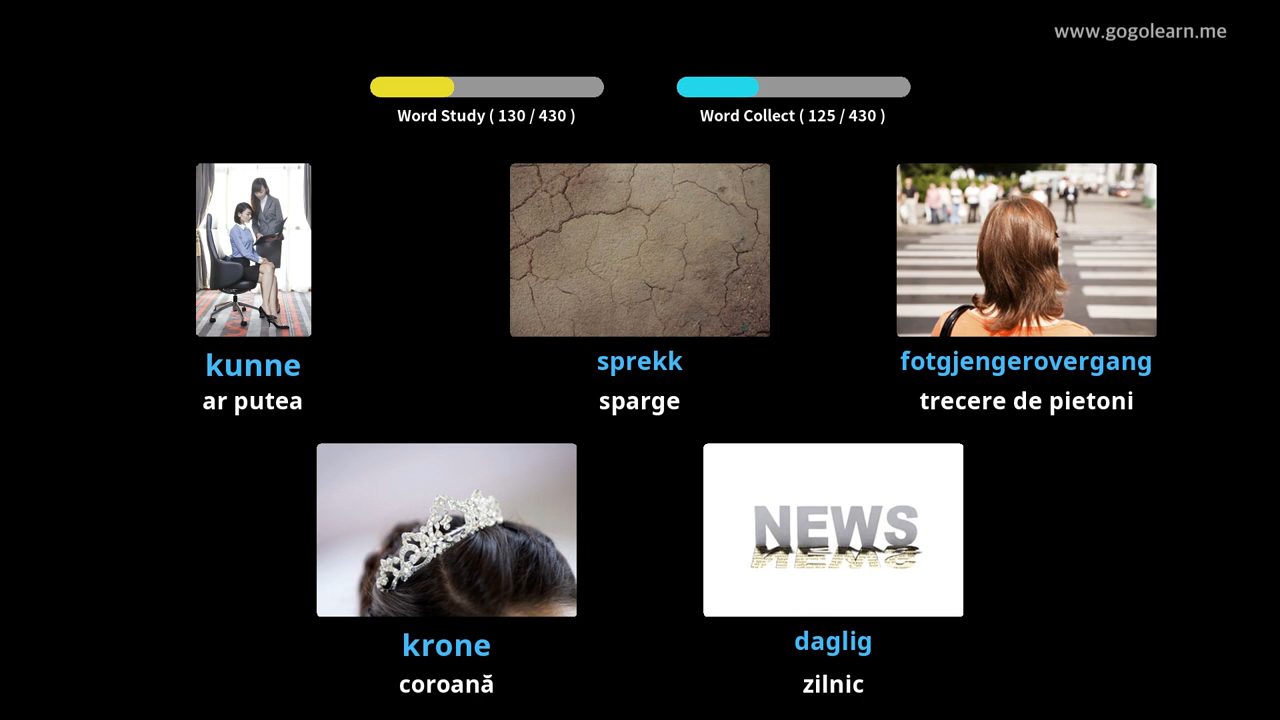 www.gogolearn.me
Word Study ( 130 / 430 )
Word Collect ( 125 / 430 )
kunne
ar putea
sprekk
sparge
fotgjengerovergang
trecere de pietoni
NEWS
krone
coroană
daglig
zilnic